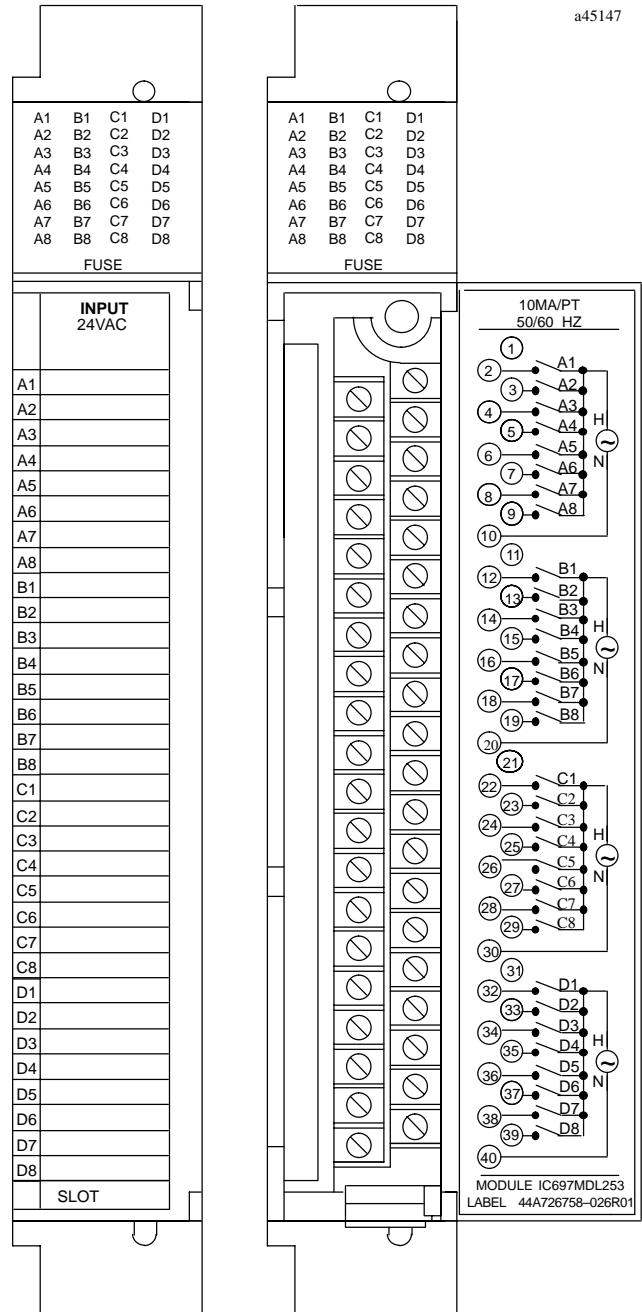 a45147
A1 B1 C1 D1
A2 B2 C2 D2
A3 B3 C3 D3
A4 B4 C4 D4
A5 B5 C5 D5
A6 B6 C6 D6
A7 B7 C7 D7
A8 B8 C8 D8
FUSE
INPUT
24VAC
A1
A2
A3
A4
A5
A6
A7
A8
B1
B2
B3
B4
B5
B6
B7
B8
C1
C2
C3
C4
C5
C6
C7
C8
D1
D2
D3
D4
D5
D6
D7
D8
SLOT
A1 B1 C1 D1
A2 B2 C2 D2
A3 B3 C3 D3
A4 B4 C4 D4
A5 B5 C5 D5
A6 B6 C6 D6
A7 B7 C7 D7
A8 B8 C8 D8
FUSE
10MA/PT
50/60 HZ
1
2 A1
3 A2
4 A3
5 A4
H
6 A5
7 A6
N
8 A7
9 A8
10
11
12 B1
13 B2
14 B3
15 B4
H
16 B5
17 B6
N
18 B7
19 B8
20
21
22 C1
23 C2
24 C3
25 C4
H
26 C5
27 C6
N
28 C7
29 C8
30
31
32 D1
33 D2
34 D3
35 D4
H
36 D5
37 D6
N
38 D7
39 D8
40
MODULE IC697MDL253
LABEL 44A726758–026R01